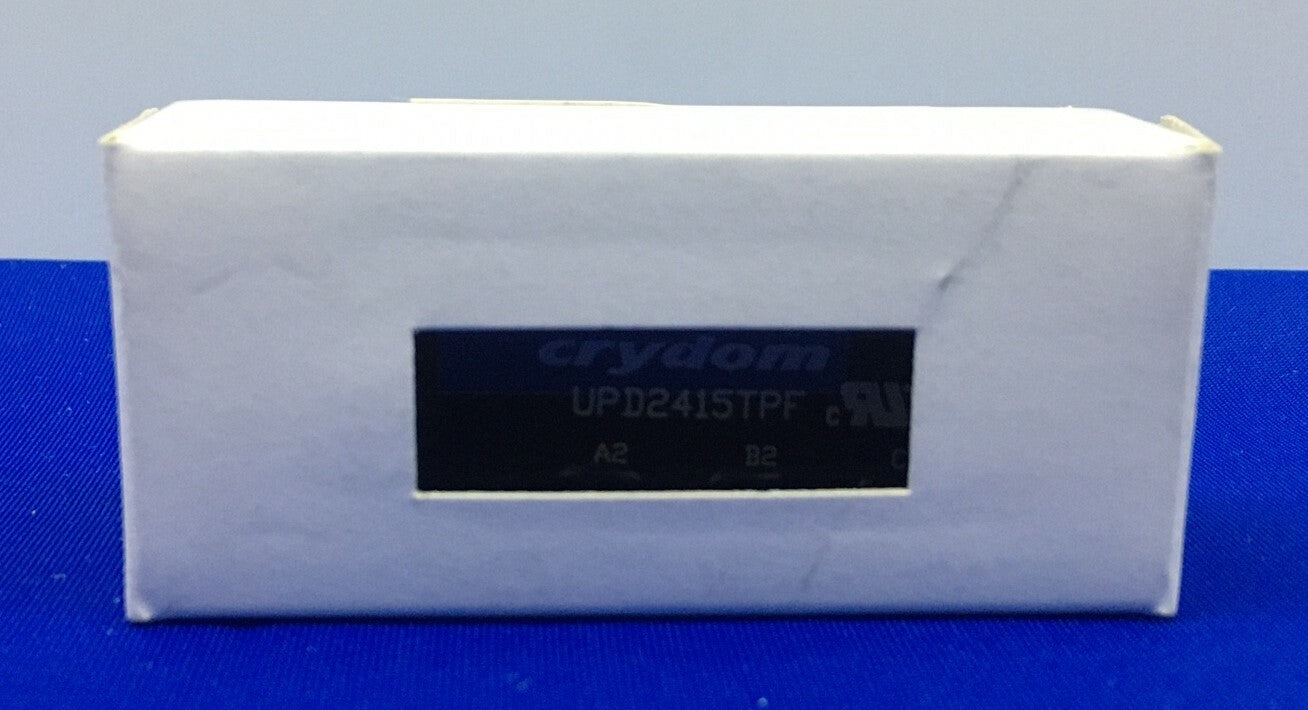 crydom
UPD2415TPF
A2 B2 C